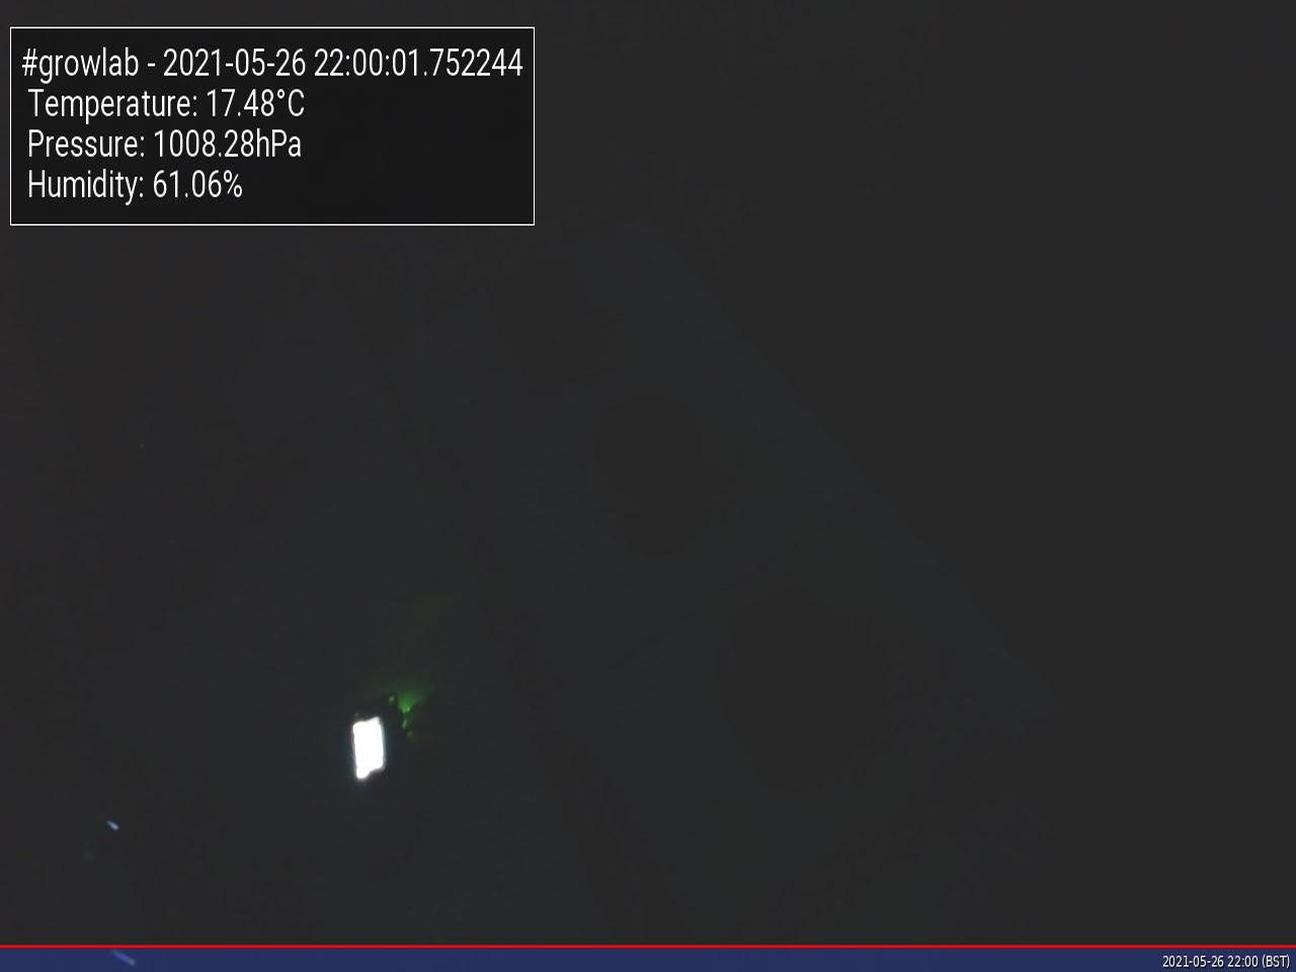 #growlab - 2021-05-26 22:00:01.752244
Temperature: 17.48°C
Pressure: 1008.28hPa
Humidity: 61.06%
2021-05-26 22:00 (BST)